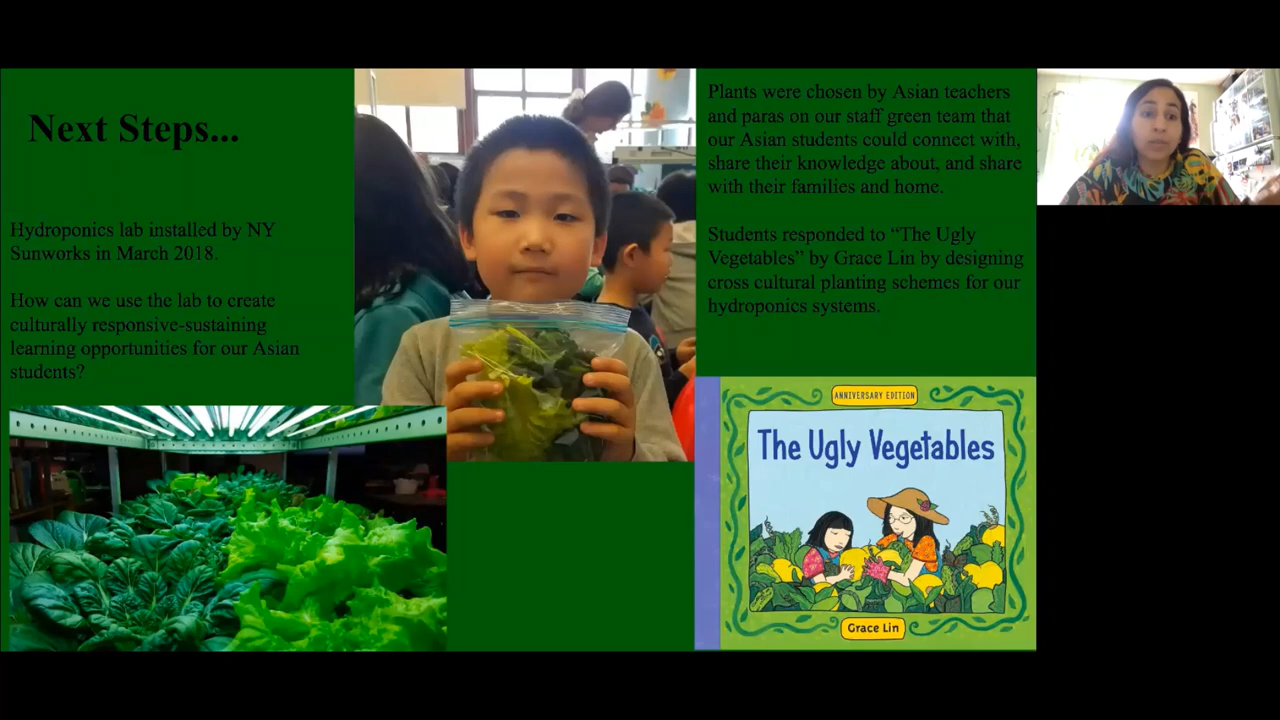 Next Steps...
Hydroponics lab installed by NY
Sunworks in March 2018.
How can we use the lab to create
culturally responsive-sustaining
learning opportunities for our Asian
students?
Plants were chosen by Asian teachers
and paras on our staff green team that
our Asian students could connect with,
share their knowledge about, and share
with their families and home.
Students responded to “The Ugly
Vegetables” by Grace Lin by designing
cross cultural planting schemes for our
hydroponics systems.
ANNIVERSARY EDITION
The Ugly Vegetables
Grace Lin